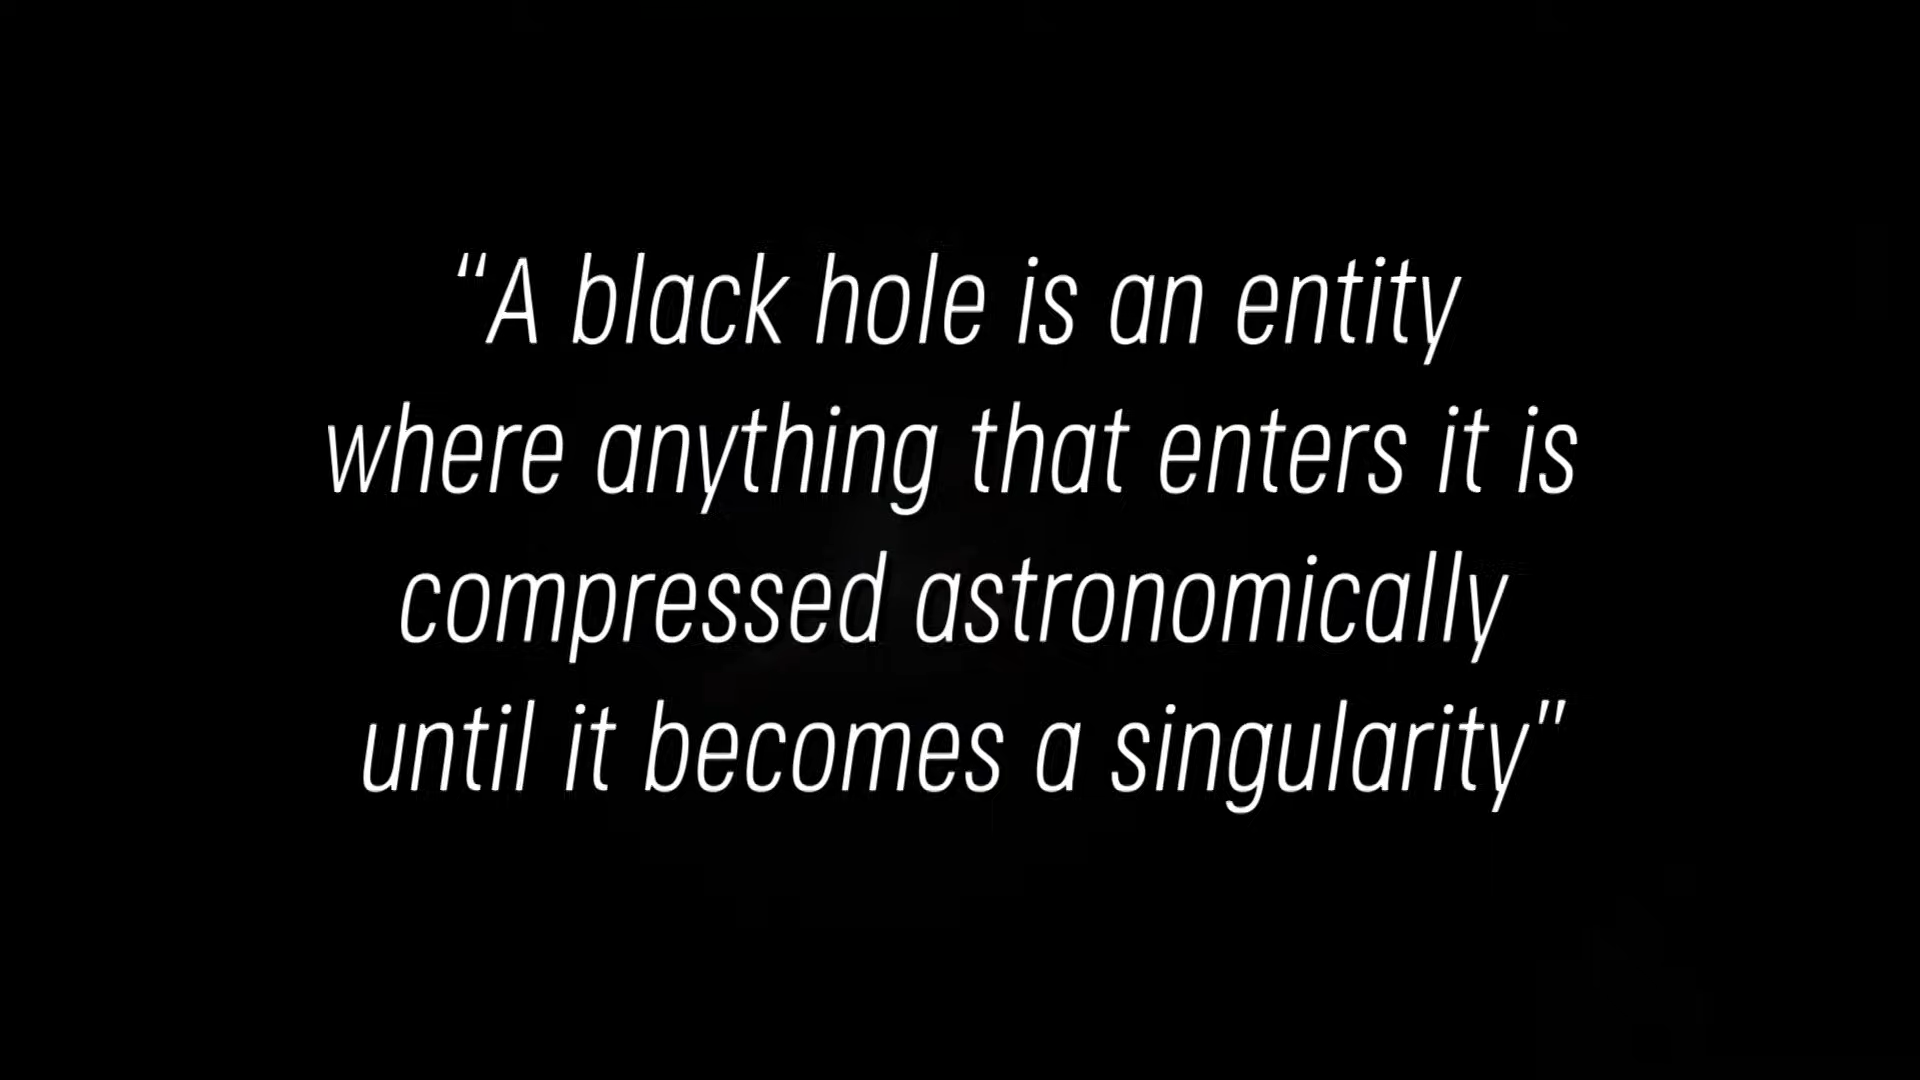 “A black hole is an entity
where anything that enters it is
compressed astronomically
until it becomes a singularity”